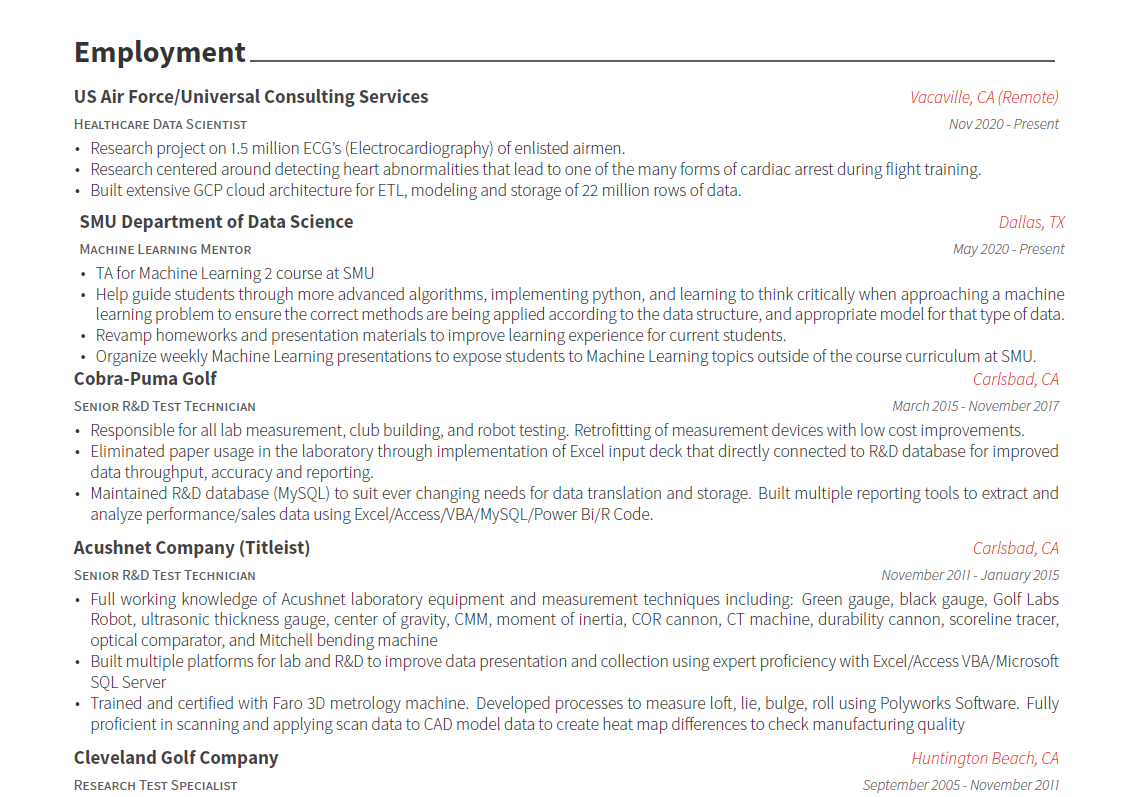 Employment
US Air Force/Universal Consulting Services Vacaville, CA (Remote)
Healthcare Data Scientist Nov 2020 - Present
• Research project on 1.5 million ECG's (Electrocardiography) of enlisted airmen.
• Research centered around detecting heart abnormalities that lead to one of the many forms of cardiac arrest during flight training.
• Built extensive GCP cloud architecture for ETL, modeling and storage of 22 million rows of data.
SMU Department of Data Science Dallas, TX
Machine Learning Mentor May 2020 - Present
• TA for Machine Learning 2 course at SMU
• Help guide students through more advanced algorithms, implementing python, and learning to think critically when approaching a machine
learning problem to ensure the correct methods are being applied according to the data structure, and appropriate model for that type of data.
• Revamp homeworks and presentation materials to improve learning experience for current students.
• Organize weekly Machine Learning presentations to expose students to Machine Learning topics outside of the course curriculum at SMU.
Cobra-Puma Golf Carlsbad, CA
Senior R&D Test Technician March 2015 - November 2017
• Responsible for all lab measurement, club building, and robot testing. Retrofitting of measurement devices with low cost improvements.
• Eliminated paper usage in the laboratory through implementation of Excel input deck that directly connected to R&D database for improved
data throughput, accuracy and reporting.
• Maintained R&D database (MySQL) to suit ever changing needs for data translation and storage. Built multiple reporting tools to extract and
analyze performance/sales data using Excel/Access/VBA/MySQL/Power Bi/R Code.
Acushnet Company (Titleist) Carlsbad, CA
Senior R&D Test Technician November 2011 - January 2015
• Full working knowledge of Acushnet laboratory equipment and measurement techniques including: Green gauge, black gauge, Golf Labs
Robot, ultrasonic thickness gauge, center of gravity, CMM, moment of inertia, COR cannon, CT machine, durability cannon, scoreline tracer,
optical comparator, and Mitchell bending machine
• Built multiple platforms for lab and R&D to improve data presentation and collection using expert proficiency with Excel/Access VBA/Microsoft
SQL Server
• Trained and certified with Faro 3D metrology machine. Developed processes to measure loft, lie, bulge, roll using Polyworks Software. Fully
proficient in scanning and applying scan data to CAD model data to create heat map differences to check manufacturing quality
Cleveland Golf Company Huntington Beach, CA
Research Test Specialist September 2005 - November 2011